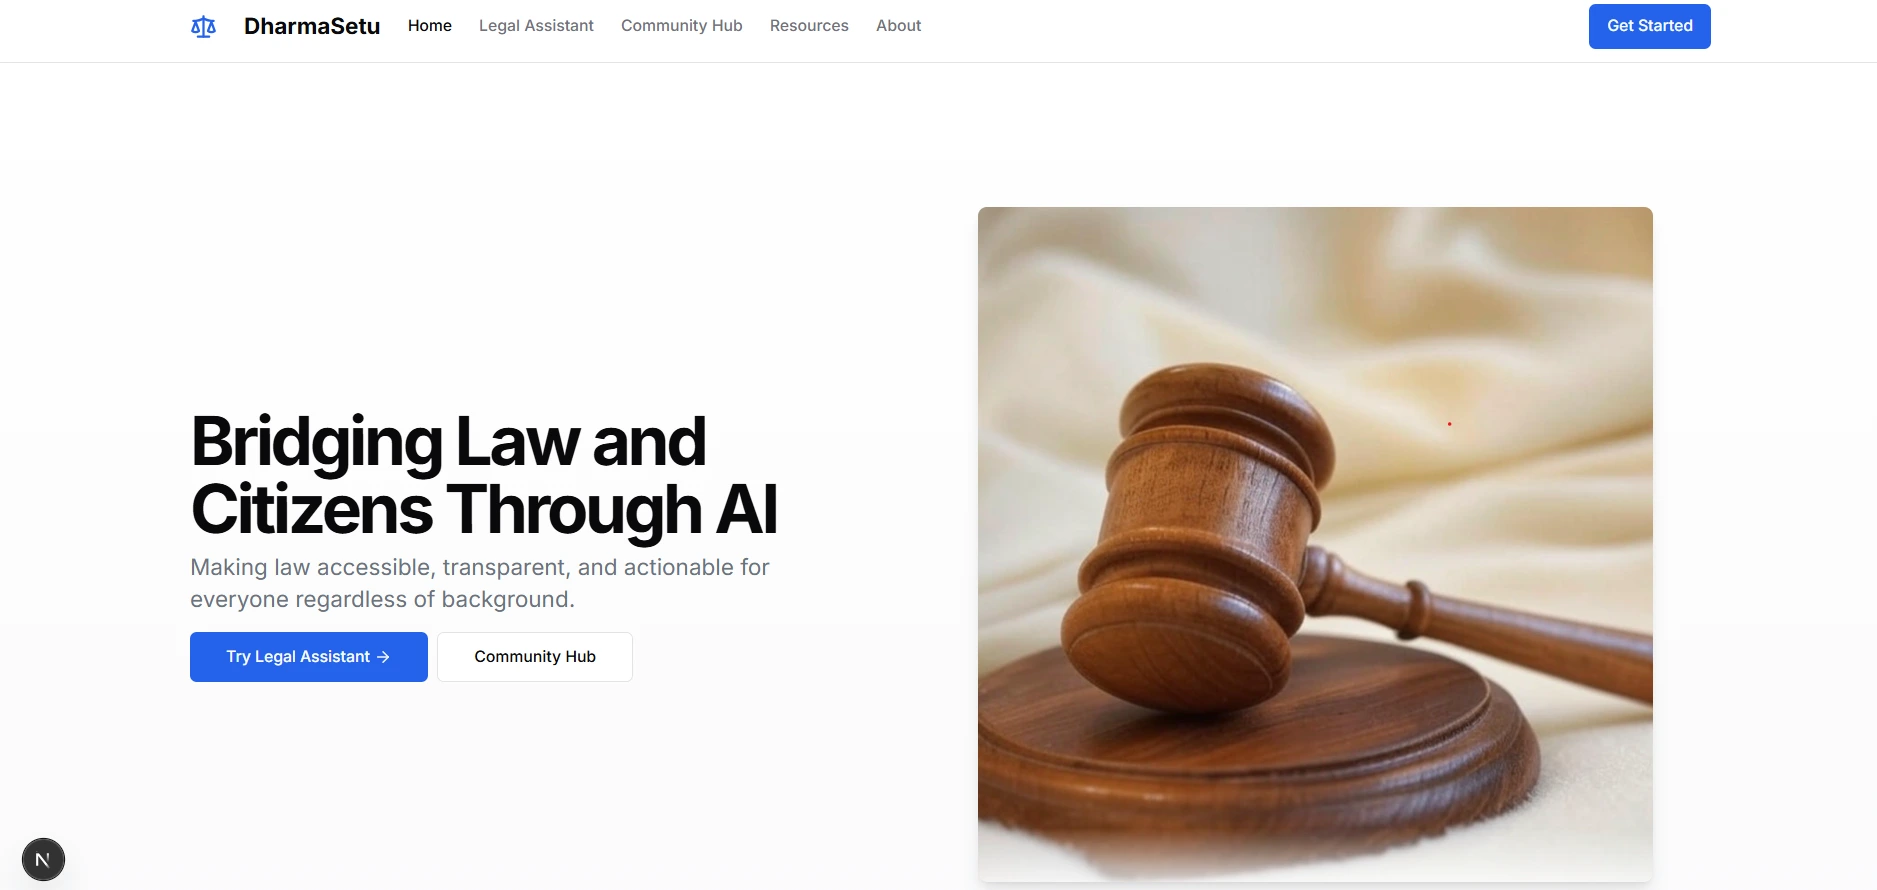 DharmaSetu
Home
Legal Assistant
Community Hub
Resources
About
Get Started
Bridging Law and
Citizens Through AI
Making law accessible, transparent, and actionable for
everyone regardless of background.
Try Legal Assistant →
Community Hub
N